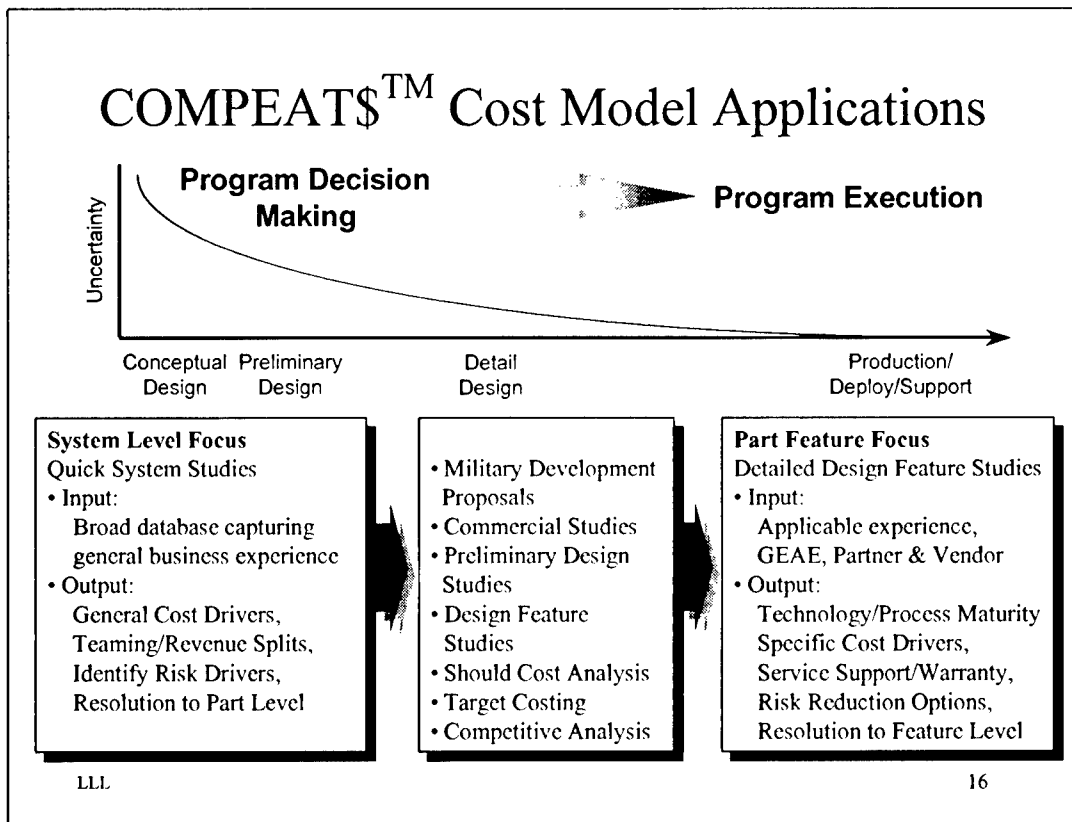 COMPEAT$™ Cost Model Applications
Program Decision
Making
Program Execution
Uncertainty
Conceptual
Design
Preliminary
Design
Detail
Design
Production/
Deploy/Support
System Level Focus
Quick System Studies
• Input:
Broad database capturing
general business experience
• Output:
General Cost Drivers,
Teaming/Revenue Splits,
Identify Risk Drivers,
Resolution to Part Level
• Military Development
Proposals
• Commercial Studies
• Preliminary Design
Studies
• Design Feature
Studies
• Should Cost Analysis
• Target Costing
• Competitive Analysis
Part Feature Focus
Detailed Design Feature Studies
• Input:
Applicable experience,
GEAE, Partner & Vendor
• Output:
Technology/Process Maturity
Specific Cost Drivers,
Service Support/Warranty,
Risk Reduction Options,
Resolution to Feature Level
LLL
16